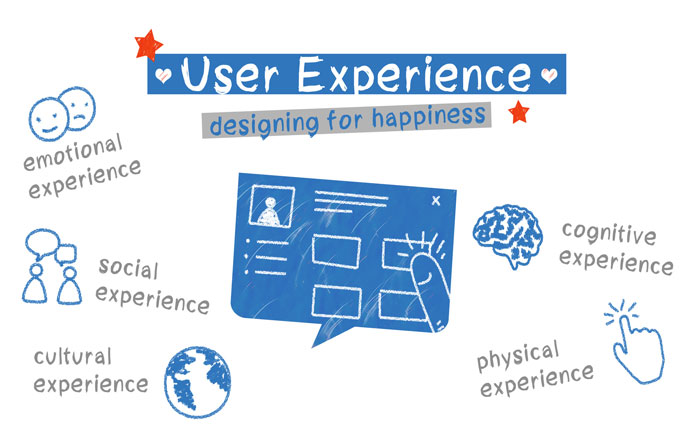 User Experience
designing for happiness
emotional
experience
social
experience
cultural
experience
x
cognitive
experience
physical
experience